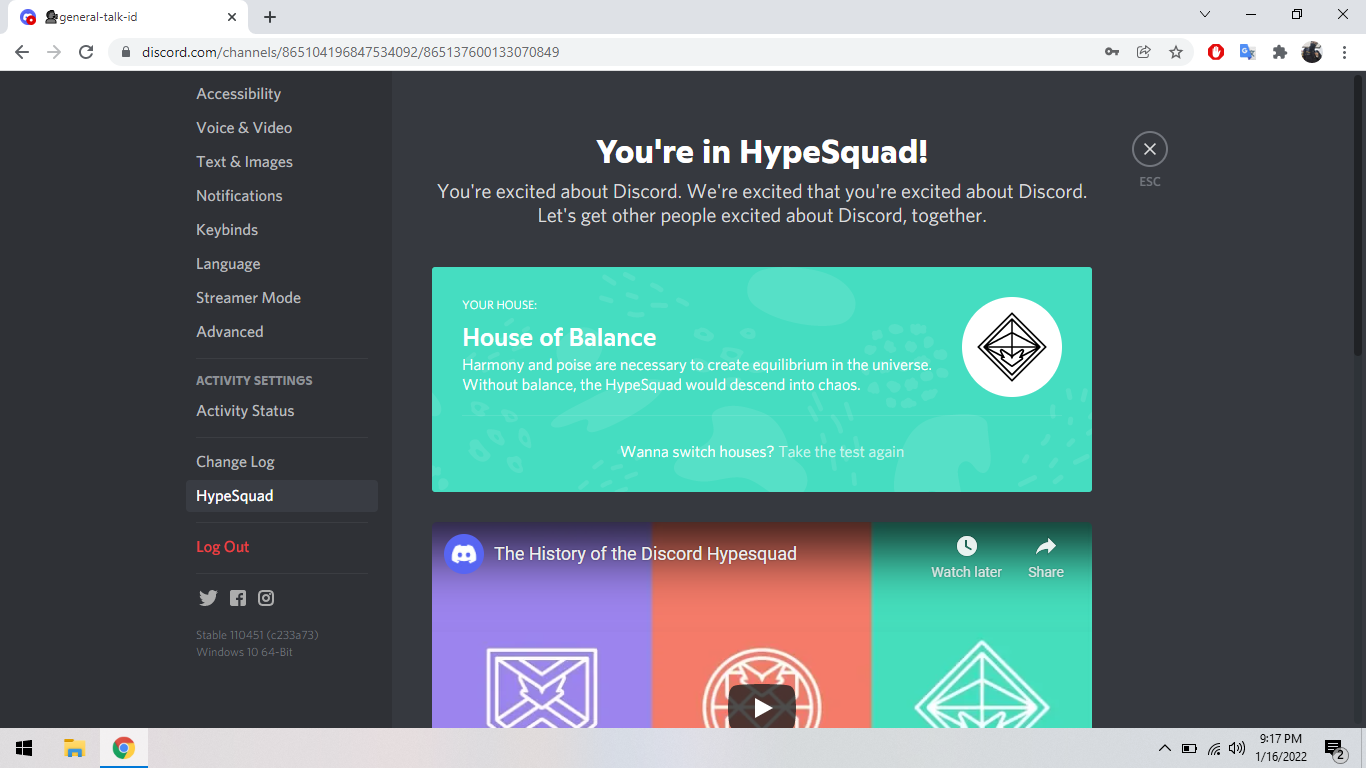 general-talk-id
discord.com/channels/865104196847534092/865137600133070849
Accessibility
Voice & Video
Text & Images
Notifications
Keybinds
Language
Streamer Mode
Advanced
ACTIVITY SETTINGS
Activity Status
Change Log
HypeSquad
Log Out
Stable 110451 (c233a73)
Windows 10 64-Bit
You're in HypeSquad!
You're excited about Discord. We're excited that you're excited about Discord.
Let's get other people excited about Discord, together.
ESC
YOUR HOUSE:
House of Balance
Harmony and poise are necessary to create equilibrium in the universe.
Without balance, the HypeSquad would descend into chaos.
Wanna switch houses? Take the test again
The History of the Discord Hypesquad
Watch later
Share
9:17 PM
1/16/2022
2